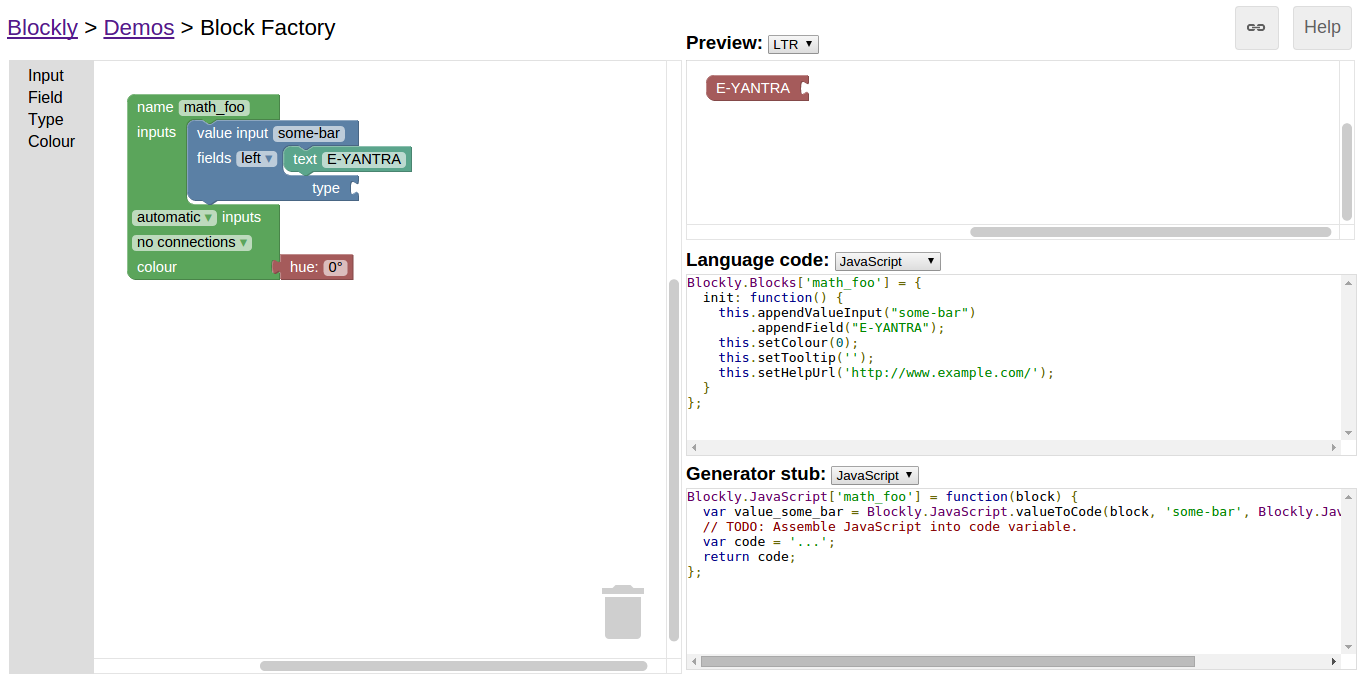 Blockly > Demos > Block Factory
Help
Input
Field
Type
Colour
name math_foo
inputs value input some-bar
fields left ▾ text E-YANTRA
type
automatic ▾ inputs
no connections ▾
colour hue: 0°
Preview: LTR ▾
E-YANTRA
Language code: JavaScript ▾
Blockly.Blocks['math_foo'] = {
  init: function() {
    this.appendValueInput("some-bar")
        .appendField("E-YANTRA");
    this.setColour(0);
    this.setTooltip('');
    this.setHelpUrl('http://www.example.com/');
  }
};
Generator stub: JavaScript ▾
Blockly.JavaScript['math_foo'] = function(block) {
  var value_some_bar = Blockly.JavaScript.valueToCode(block, 'some-bar', Blockly.Jav
  // TODO: Assemble JavaScript into code variable.
  var code = '...';
  return code;
};